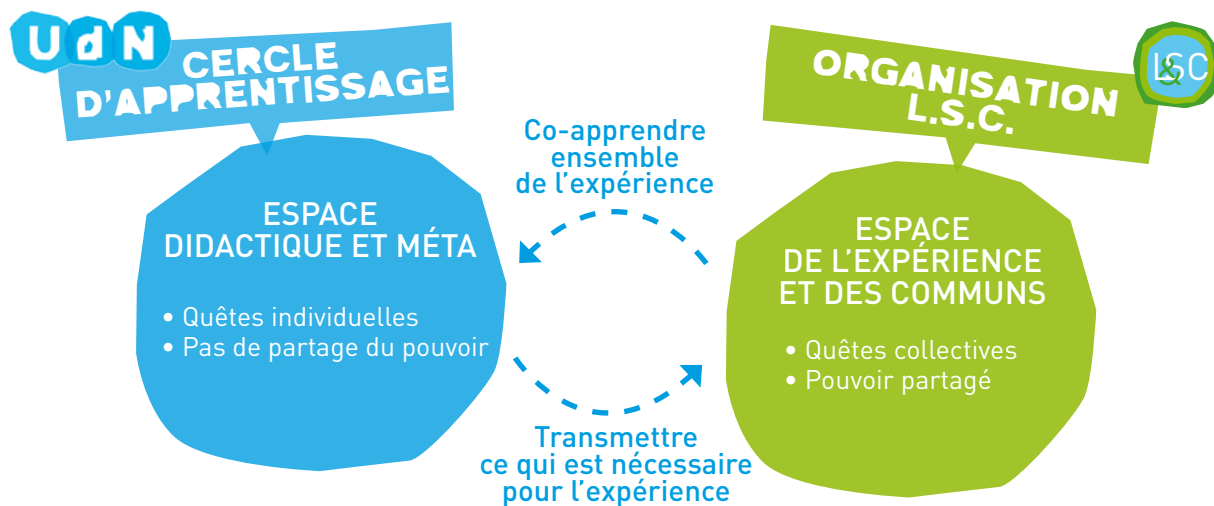 UdN
CERCLE
D'APPRENTISSAGE
ESPACE
DIDACTIQUE ET MÉTA
• Quêtes individuelles
• Pas de partage du pouvoir
Co-apprendre
ensemble
de l'expérience
Transmettre
ce qui est nécessaire
pour l'expérience
ORGANISATION
L.S.C.
L&SC
ESPACE
DE L'EXPÉRIENCE
ET DES COMMUNS
• Quêtes collectives
• Pouvoir partagé